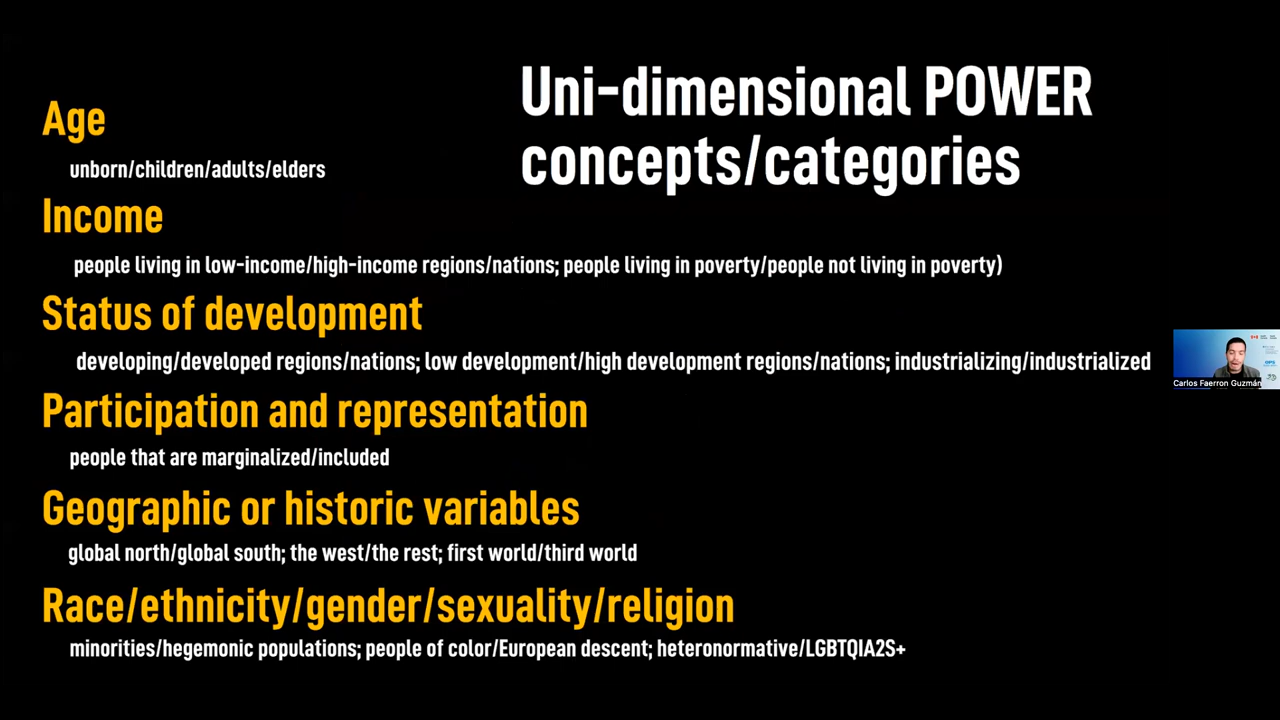 Uni-dimensional POWER
concepts/categories
Age
unborn/children/adults/elders
Income
people living in low-income/high-income regions/nations; people living in poverty/people not living in poverty)
Status of development
developing/developed regions/nations; low development/high development regions/nations; industrializing/industrialized
Participation and representation
people that are marginalized/included
Geographic or historic variables
global north/global south; the west/the rest; first world/third world
Race/ethnicity/gender/sexuality/religion
minorities/hegemonic populations; people of color/European descent; heteronormative/LGBTQIA2S+
Carlos Faerron Guzmán